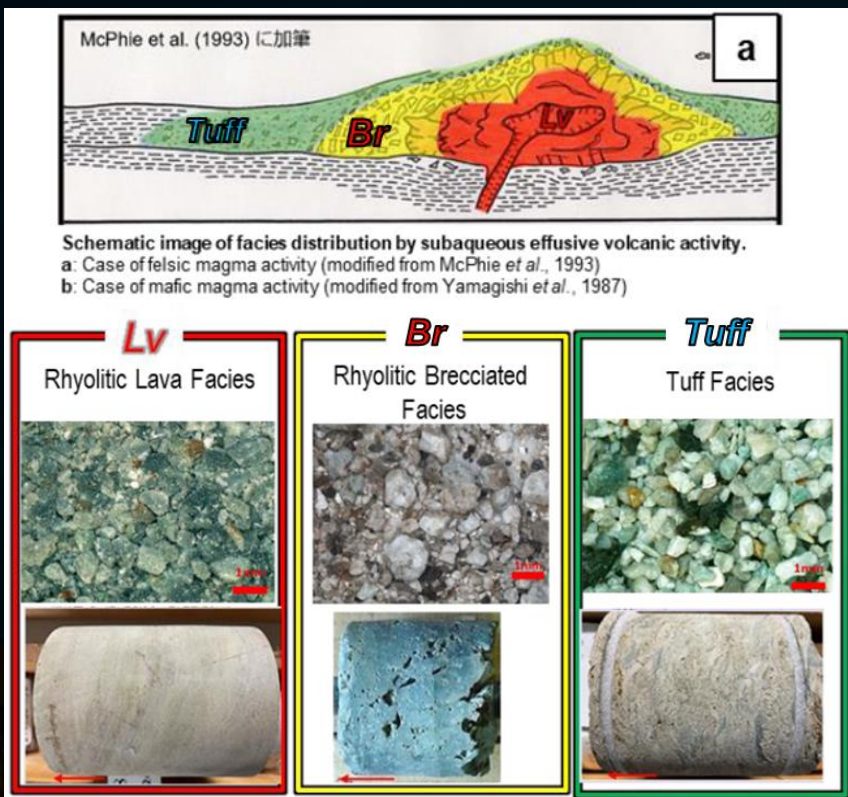 McPhie et al. (1993) に加筆
a
Tuff
Br
Lv
Schematic image of facies distribution by subaqueous effusive volcanic activity.
a: Case of felsic magma activity (modified from McPhie et al., 1993)
b: Case of mafic magma activity (modified from Yamagishi et al., 1987)
Lv
Rhyolitic Lava Facies
1mm
Br
Rhyolitic Brecciated
Facies
1mm
Tuff
Tuff Facies
1mm